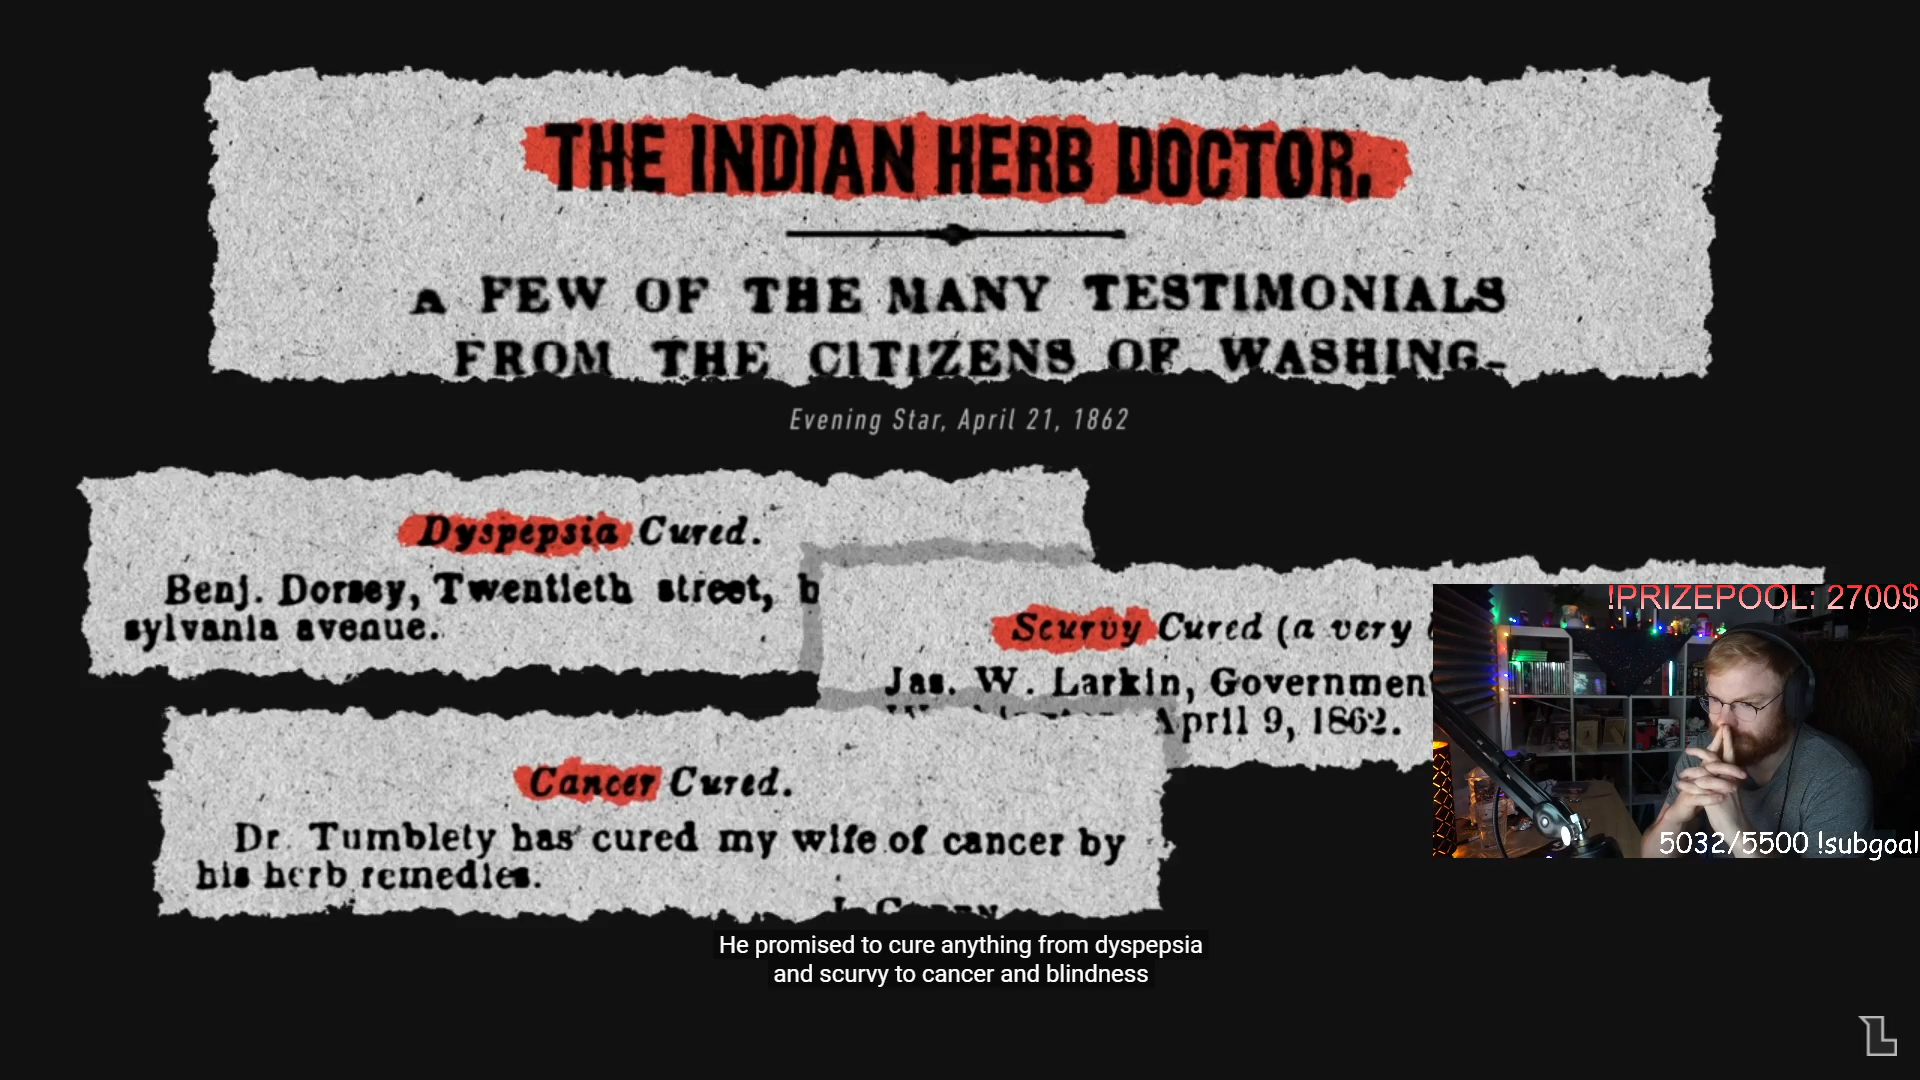 THE INDIAN HERB DOCTOR.
A FEW OF THE MANY TESTIMONIALS
FROM THE CITIZENS OF WASHING-
Evening Star, April 21, 1862
Dyspepsia Cured.
Benj. Dorsey, Twentieth street, b
sylvania avenue.
Scurvy Cured (a very
Jas. W. Larkin, Government
April 9, 1862.
Cancer Cured.
Dr. Tumblety has cured my wife of cancer by
his herb remedies.
!PRIZEPOOL: 2700$
5032/5500 !subgoal
He promised to cure anything from dyspepsia
and scurvy to cancer and blindness